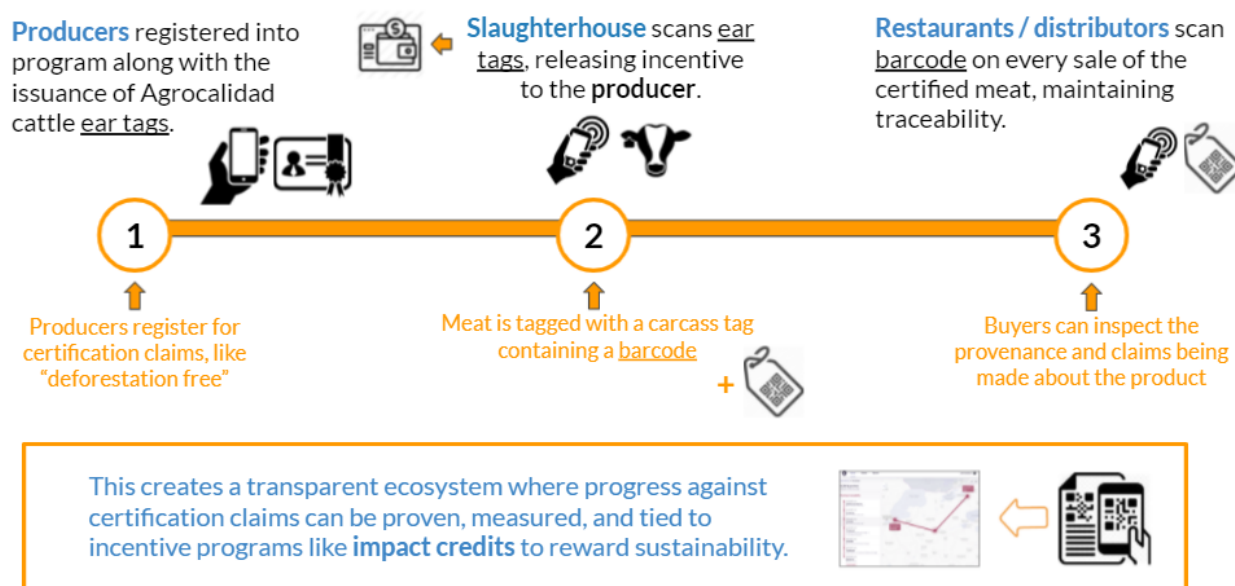 Producers registered into
program along with the
issuance of Agrocalidad
cattle ear tags.
Slaughterhouse scans ear
tags, releasing incentive
to the producer.
Restaurants / distributors scan
barcode on every sale of the
certified meat, maintaining
traceability.
1
2
3
Producers register for
certification claims, like
“deforestation free”
Meat is tagged with a carcass tag
containing a barcode
+
Buyers can inspect the
provenance and claims being
made about the product
This creates a transparent ecosystem where progress against
certification claims can be proven, measured, and tied to
incentive programs like impact credits to reward sustainability.